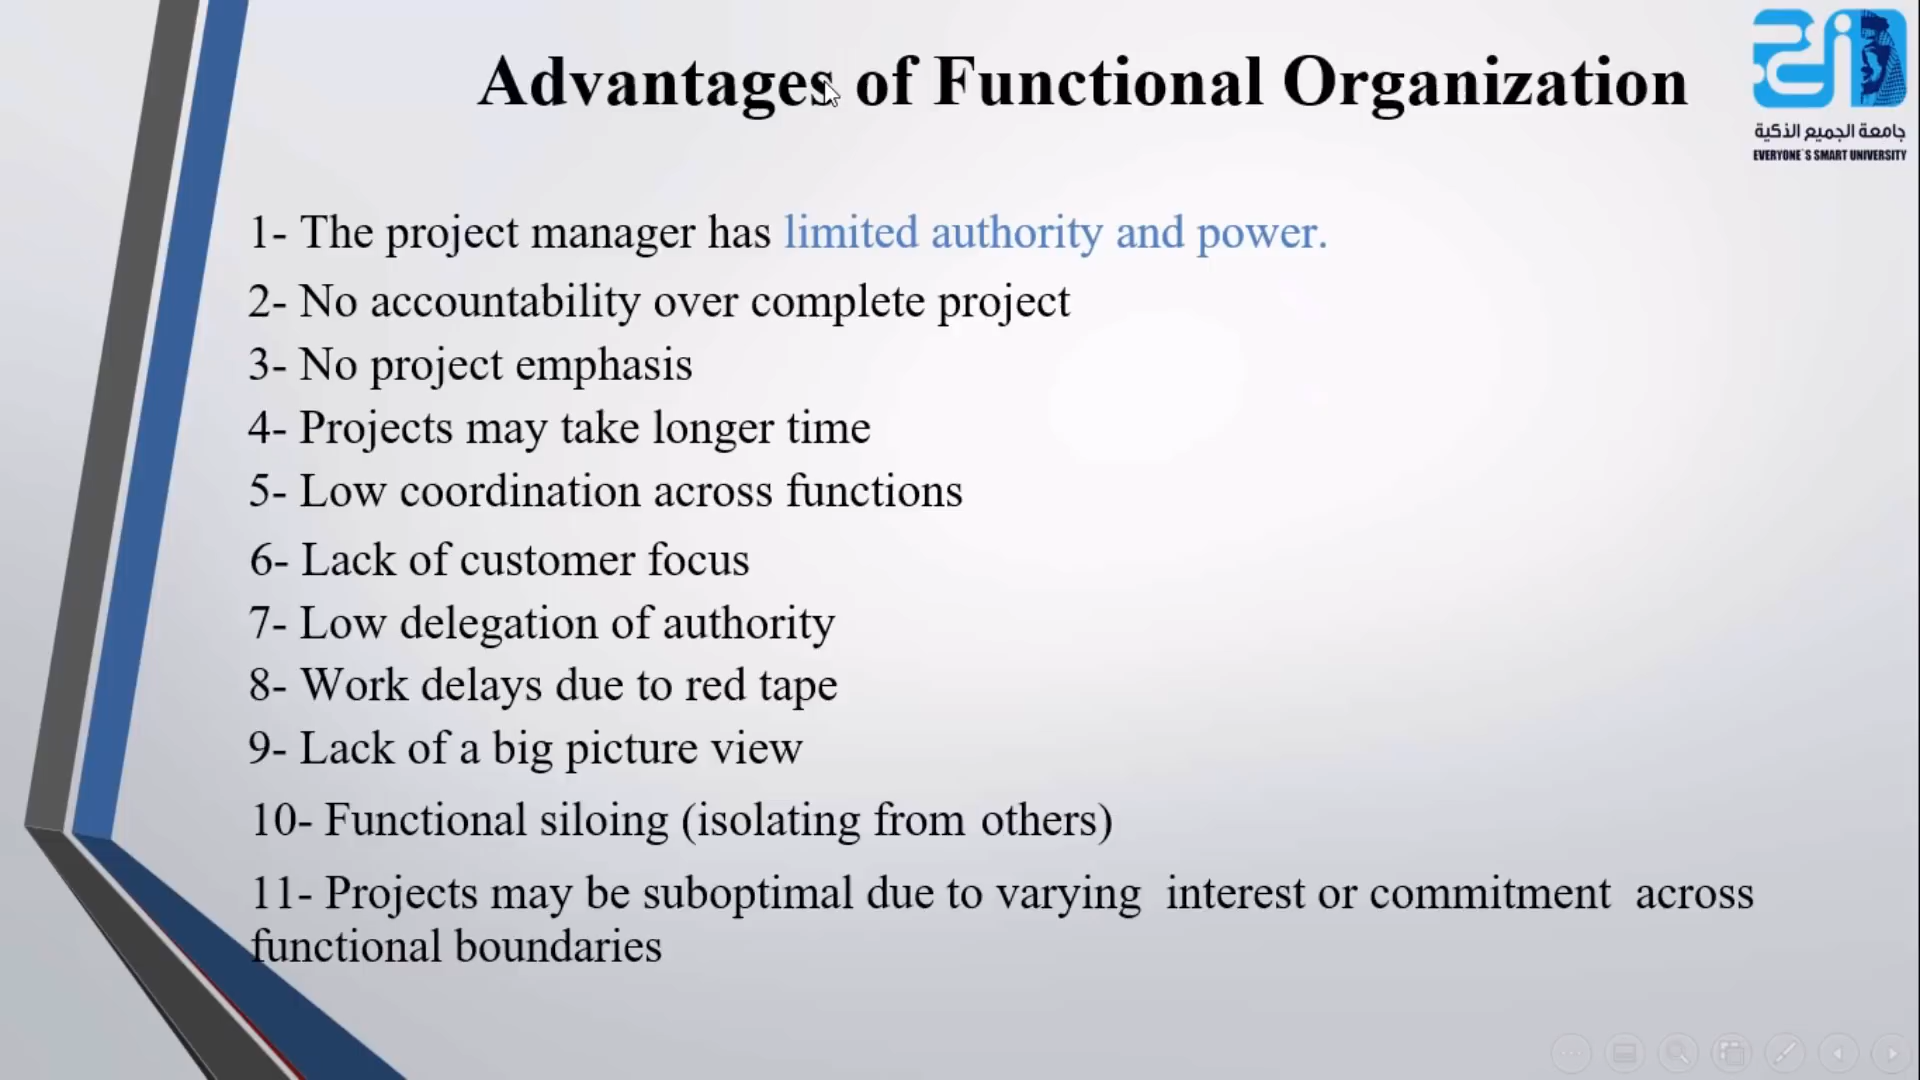 Advantages of Functional Organization
جامعة الجميع الذكية
EVERYONE`S SMART UNIVERSITY
1- The project manager has limited authority and power.
2- No accountability over complete project
3- No project emphasis
4- Projects may take longer time
5- Low coordination across functions
6- Lack of customer focus
7- Low delegation of authority
8- Work delays due to red tape
9- Lack of a big picture view
10- Functional siloing (isolating from others)
11- Projects may be suboptimal due to varying interest or commitment across
functional boundaries